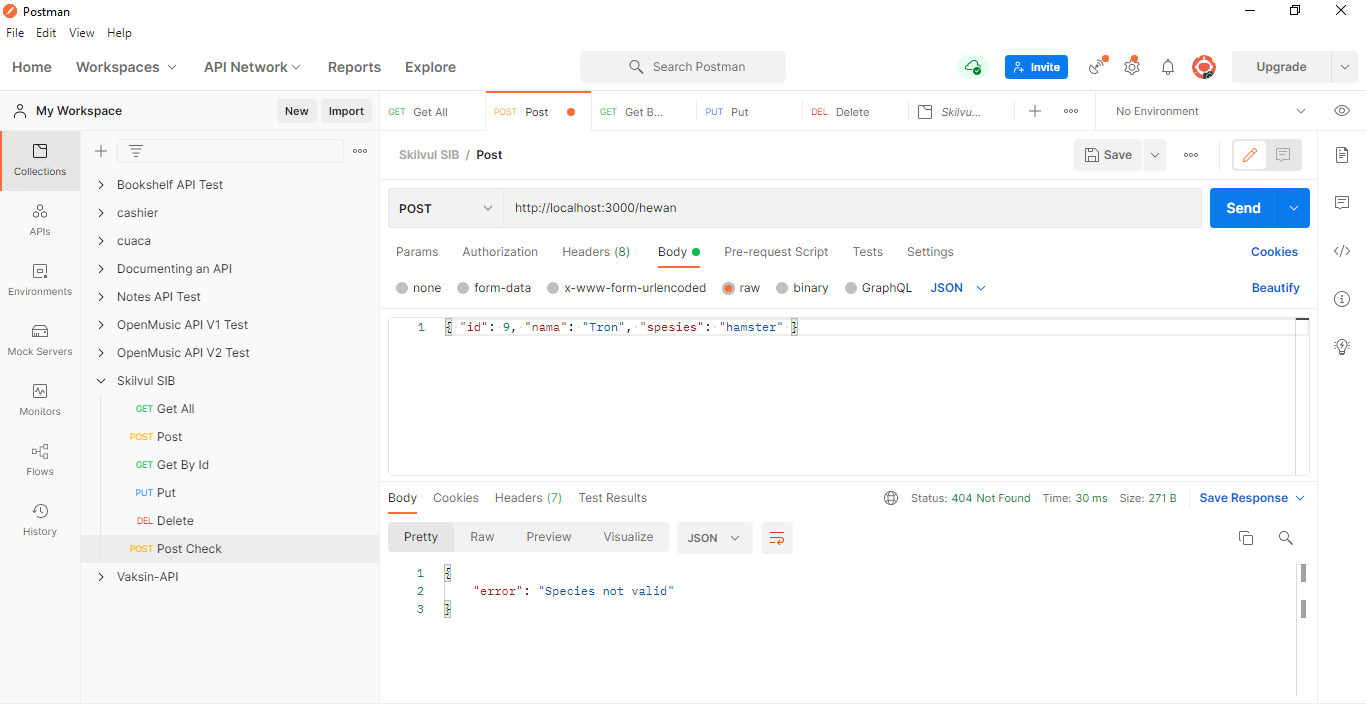 Postman
File Edit View Help
Home Workspaces API Network Reports Explore Search Postman Invite Upgrade
My Workspace New Import
GET Get All POST Post GET Get B... PUT Put DEL Delete Skilvu... No Environment
Collections
APIs
Environments
Mock Servers
Monitors
Flows
History
Bookshelf API Test
cashier
cuaca
Documenting an API
Notes API Test
OpenMusic API V1 Test
OpenMusic API V2 Test
Skilvul SIB
GET Get All
POST Post
GET Get By Id
PUT Put
DEL Delete
POST Post Check
Vaksin-API
Skilvul SIB / Post Save
POST http://localhost:3000/hewan Send
Params Authorization Headers (8) Body Pre-request Script Tests Settings Cookies
none form-data x-www-form-urlencoded raw binary GraphQL JSON Beautify
1 { "id": 9, "nama": "Tron", "spesies": "hamster" }
Body Cookies Headers (7) Test Results Status: 404 Not Found Time: 30 ms Size: 271 B Save Response
Pretty Raw Preview Visualize JSON
1 {
2 "error": "Species not valid"
3 }